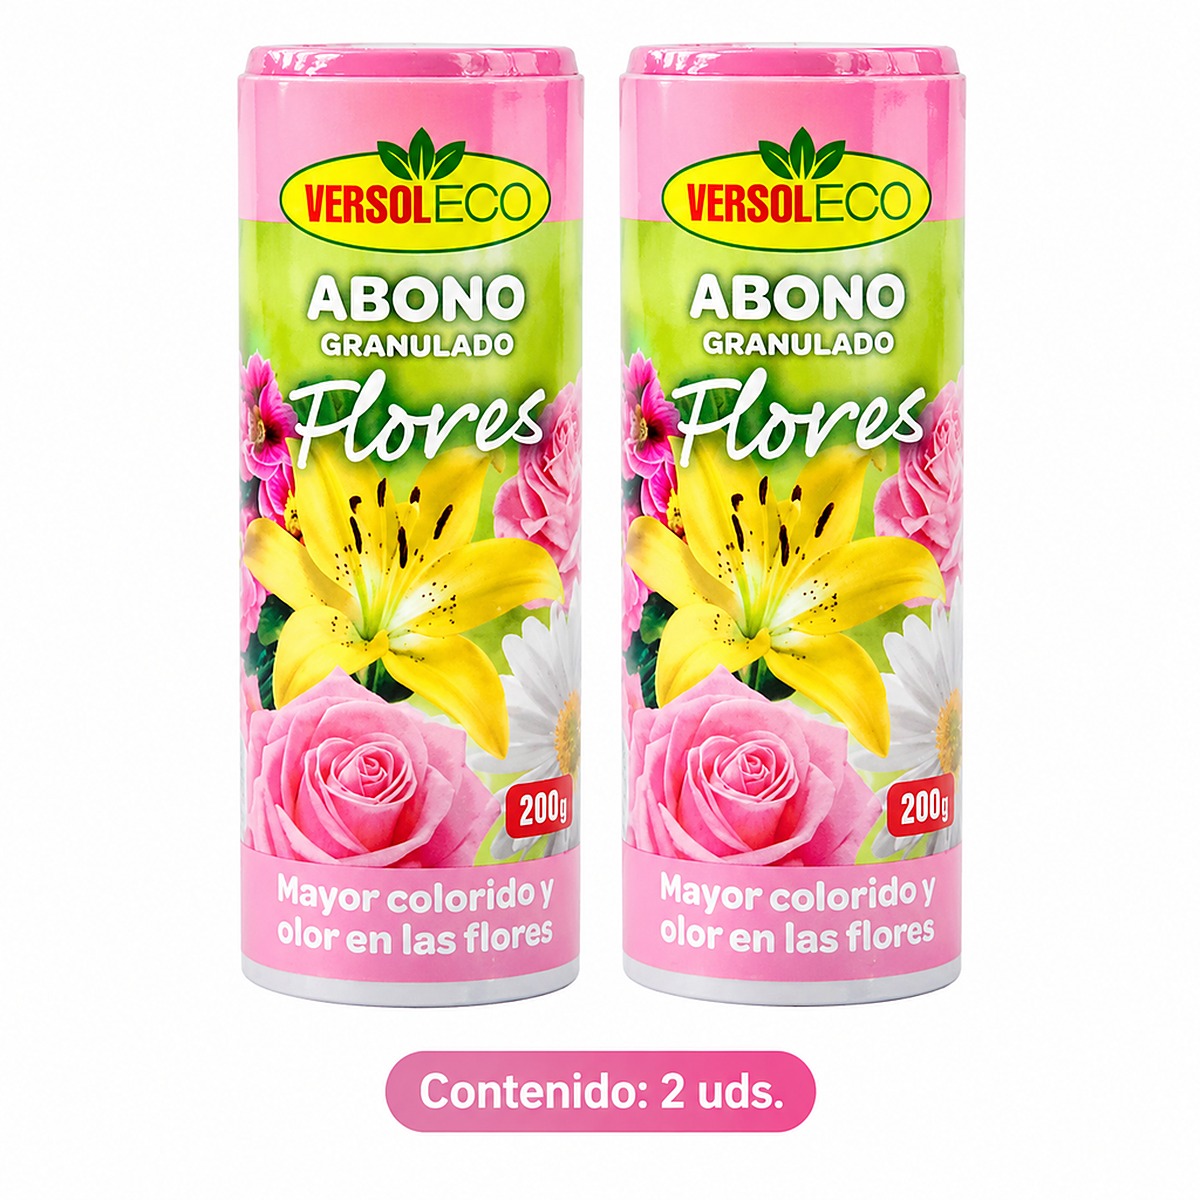 VERSOLECO
ABONO
GRANULADO
Flores
200g
Mayor colorido y
olor en las flores
VERSOLECO
ABONO
GRANULADO
Flores
200g
Mayor colorido y
olor en las flores
Contenido: 2 uds.